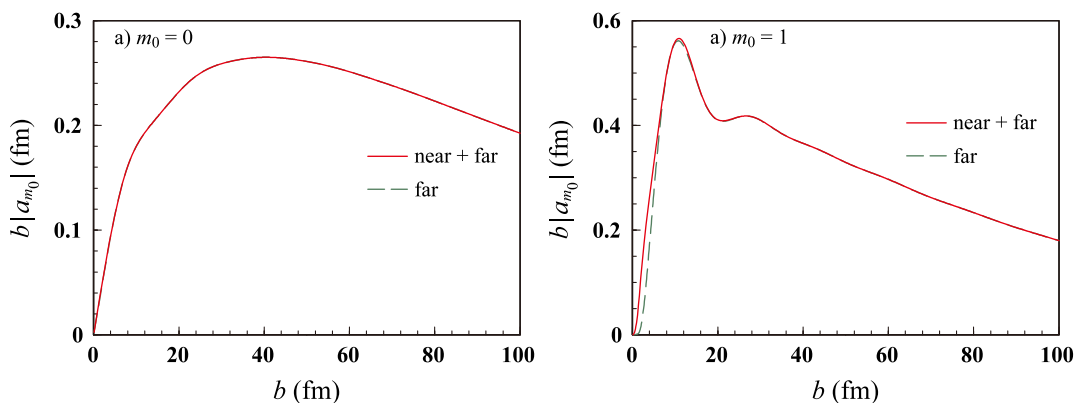 a) m₀ = 0
b|aₘ₀| (fm)
0.3
0.2
0.1
0
near + far
far
0 20 40 60 80 100
b (fm)
a) m₀ = 1
b|aₘ₀| (fm)
0.6
0.4
0.2
0
near + far
far
0 20 40 60 80 100
b (fm)